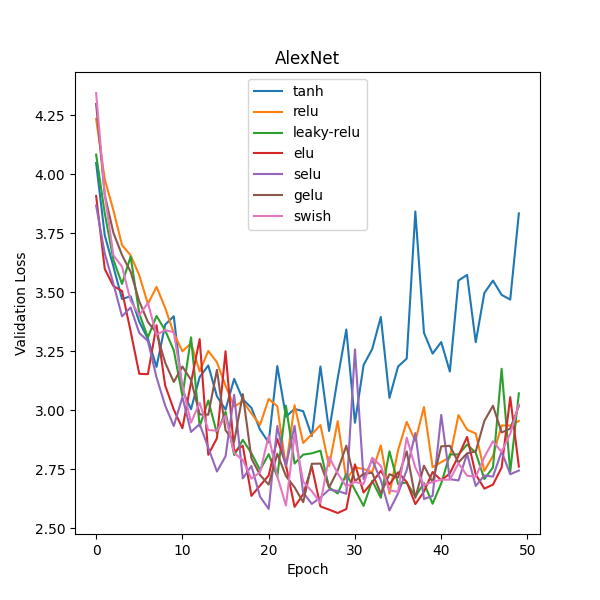 AlexNet
tanh
relu
leaky-relu
elu
selu
gelu
swish
4.25
4.00
3.75
3.50
3.25
3.00
2.75
2.50
Validation Loss
0 10 20 30 40 50
Epoch